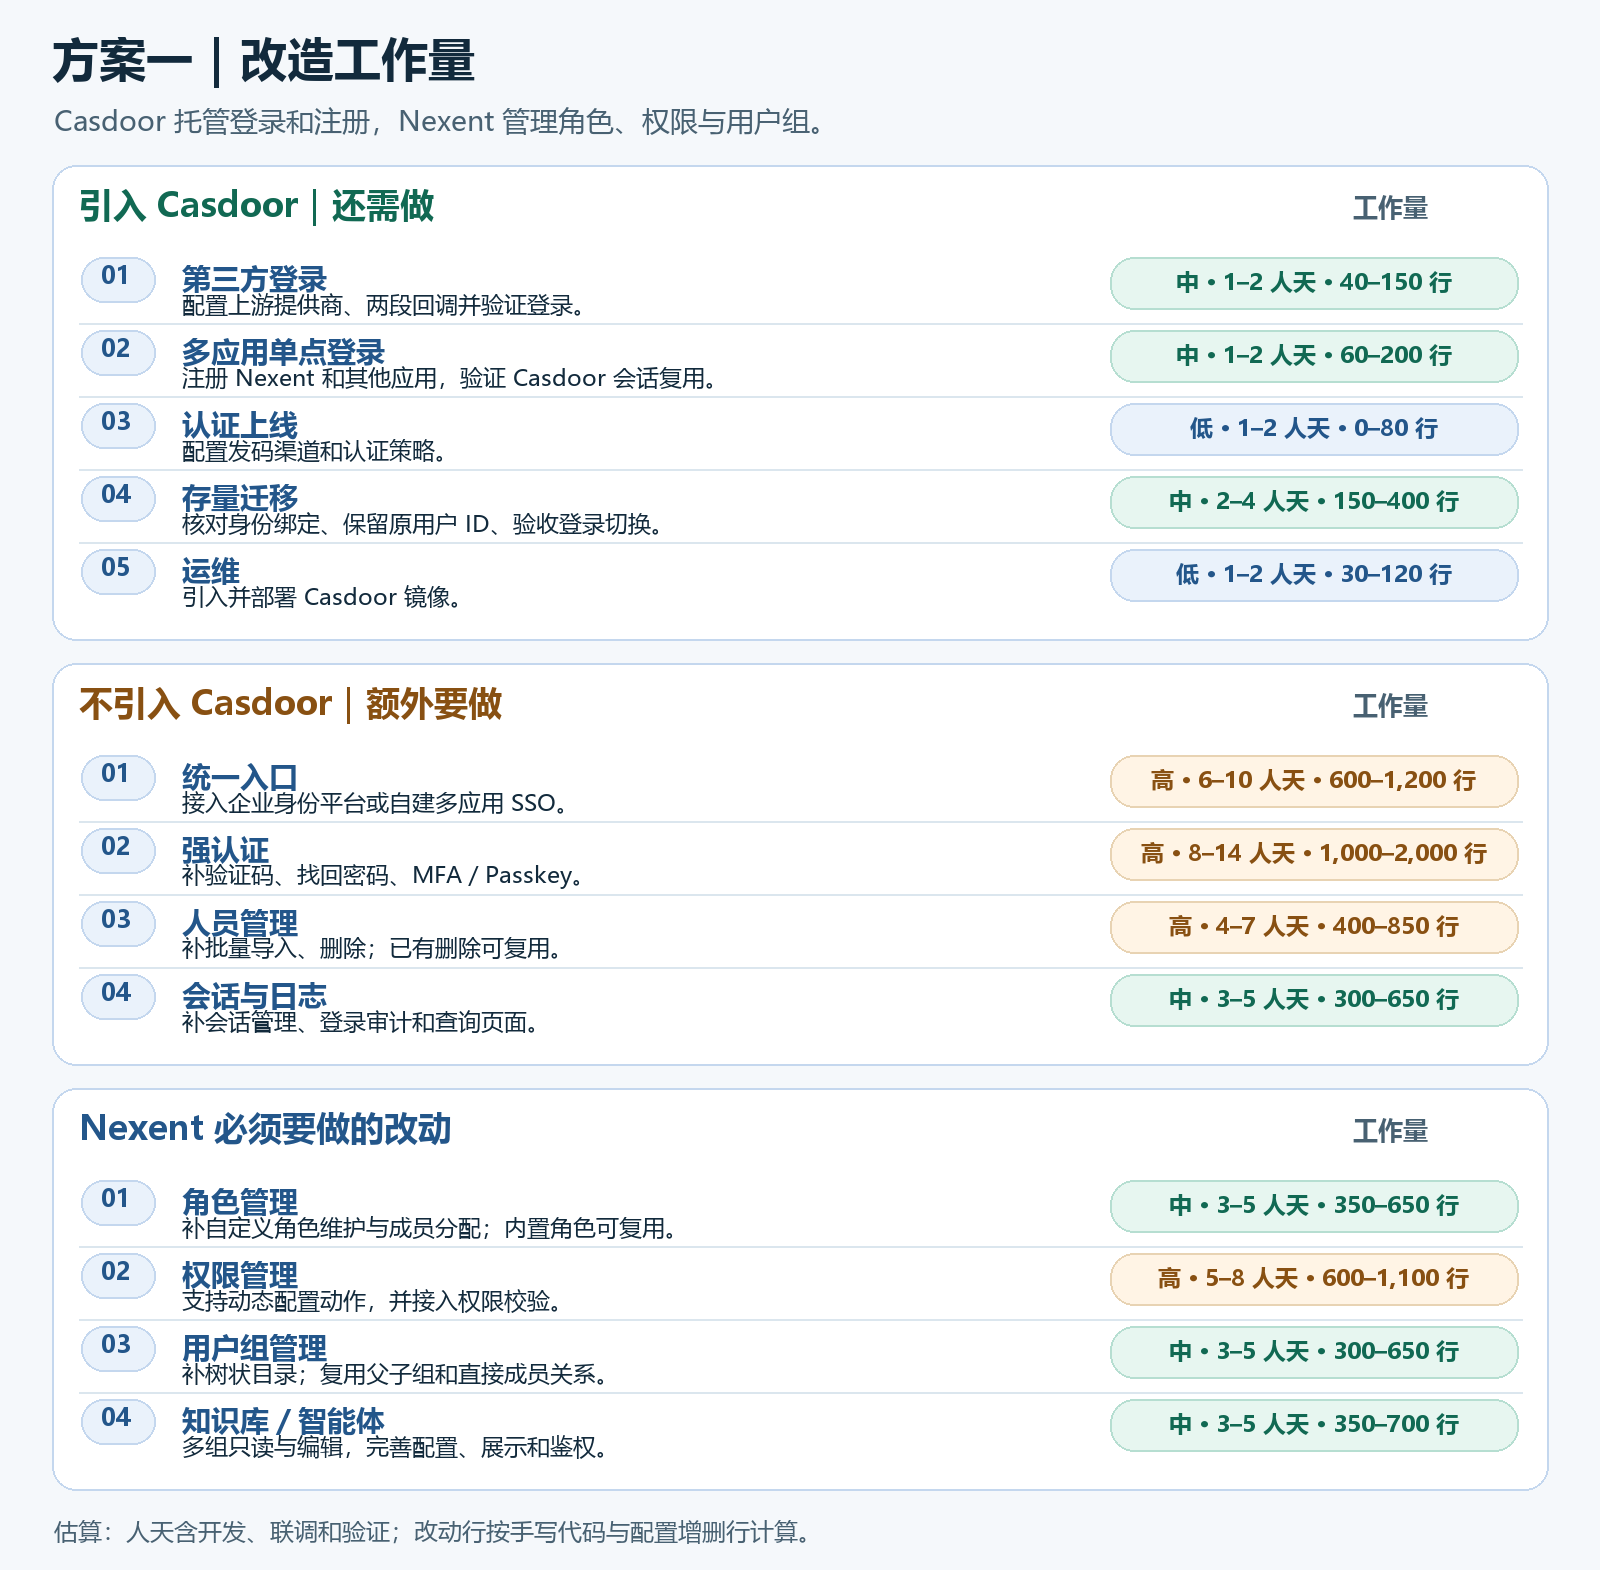 方案一｜改造工作量
Casdoor 托管登录和注册，Nexent 管理角色、权限与用户组。
引入 Casdoor｜还需做
工作量
01
第三方登录
中 • 1–2 人天 • 40–150 行
配置上游提供商、两段回调并验证登录。
02
多应用单点登录
中 • 1–2 人天 • 60–200 行
注册 Nexent 和其他应用，验证 Casdoor 会话复用。
03
认证上线
低 • 1–2 人天 • 0–80 行
配置发码渠道和认证策略。
04
存量迁移
中 • 2–4 人天 • 150–400 行
核对身份绑定、保留原用户 ID、验收登录切换。
05
运维
低 • 1–2 人天 • 30–120 行
引入并部署 Casdoor 镜像。
不引入 Casdoor｜额外要做
工作量
01
统一入口
高 • 6–10 人天 • 600–1,200 行
接入企业身份平台或自建多应用 SSO。
02
强认证
高 • 8–14 人天 • 1,000–2,000 行
补验证码、找回密码、MFA / Passkey。
03
人员管理
高 • 4–7 人天 • 400–850 行
补批量导入、删除；已有删除可复用。
04
会话与日志
中 • 3–5 人天 • 300–650 行
补会话管理、登录审计和查询页面。
Nexent 必须要做的改动
工作量
01
角色管理
中 • 3–5 人天 • 350–650 行
补自定义角色维护与成员分配；内置角色可复用。
02
权限管理
高 • 5–8 人天 • 600–1,100 行
支持动态配置动作，并接入权限校验。
03
用户组管理
中 • 3–5 人天 • 300–650 行
补树状目录；复用父子组和直接成员关系。
04
知识库 / 智能体
中 • 3–5 人天 • 350–700 行
多组只读与编辑，完善配置、展示和鉴权。
估算：人天含开发、联调和验证；改动行按手写代码与配置增删行计算。